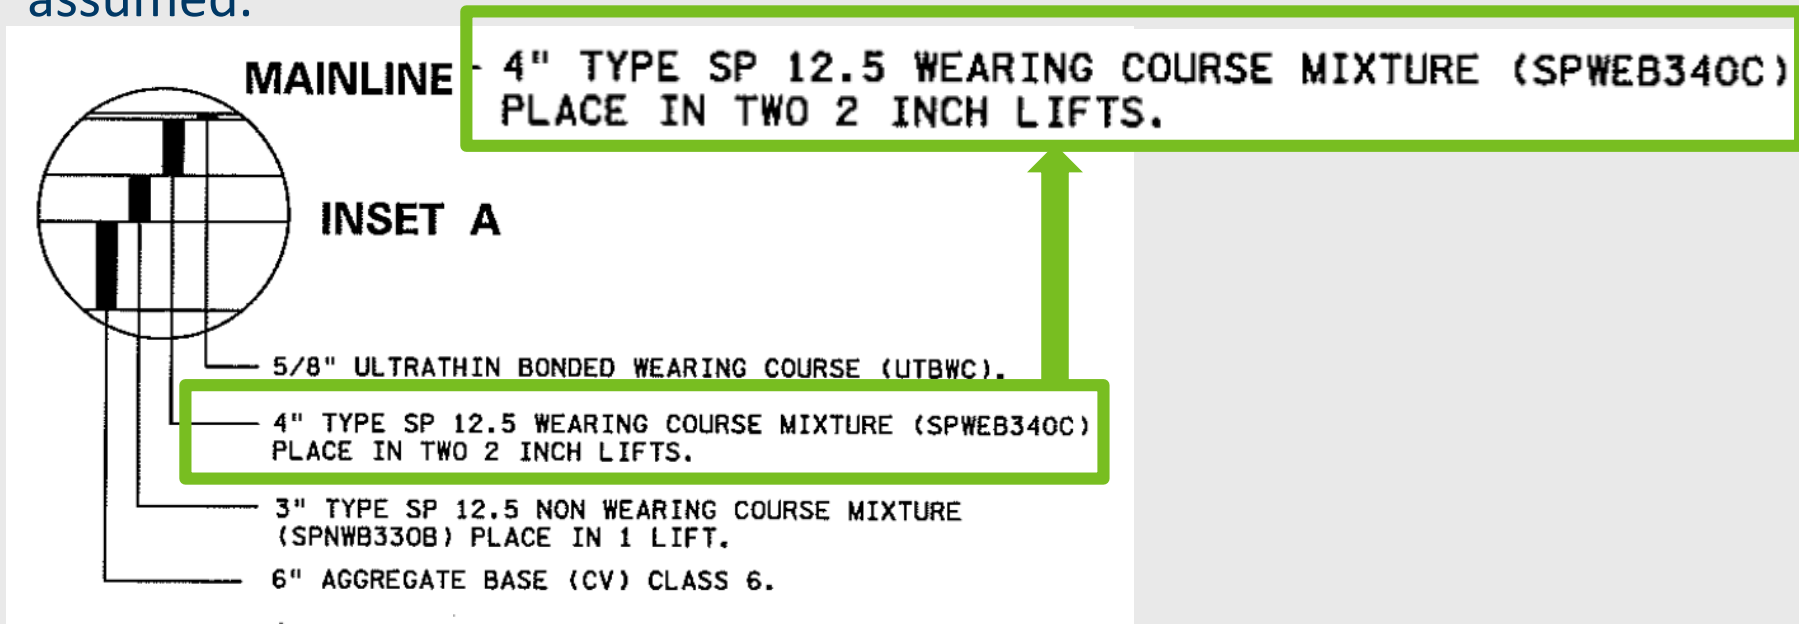 assumed.
MAINLINE
4" TYPE SP 12.5 WEARING COURSE MIXTURE (SPWEB340C)
PLACE IN TWO 2 INCH LIFTS.
INSET A
5/8" ULTRATHIN BONDED WEARING COURSE (UTBWC).
4" TYPE SP 12.5 WEARING COURSE MIXTURE (SPWEB340C)
PLACE IN TWO 2 INCH LIFTS.
3" TYPE SP 12.5 NON WEARING COURSE MIXTURE
(SPNWB330B) PLACE IN 1 LIFT.
6" AGGREGATE BASE (CV) CLASS 6.